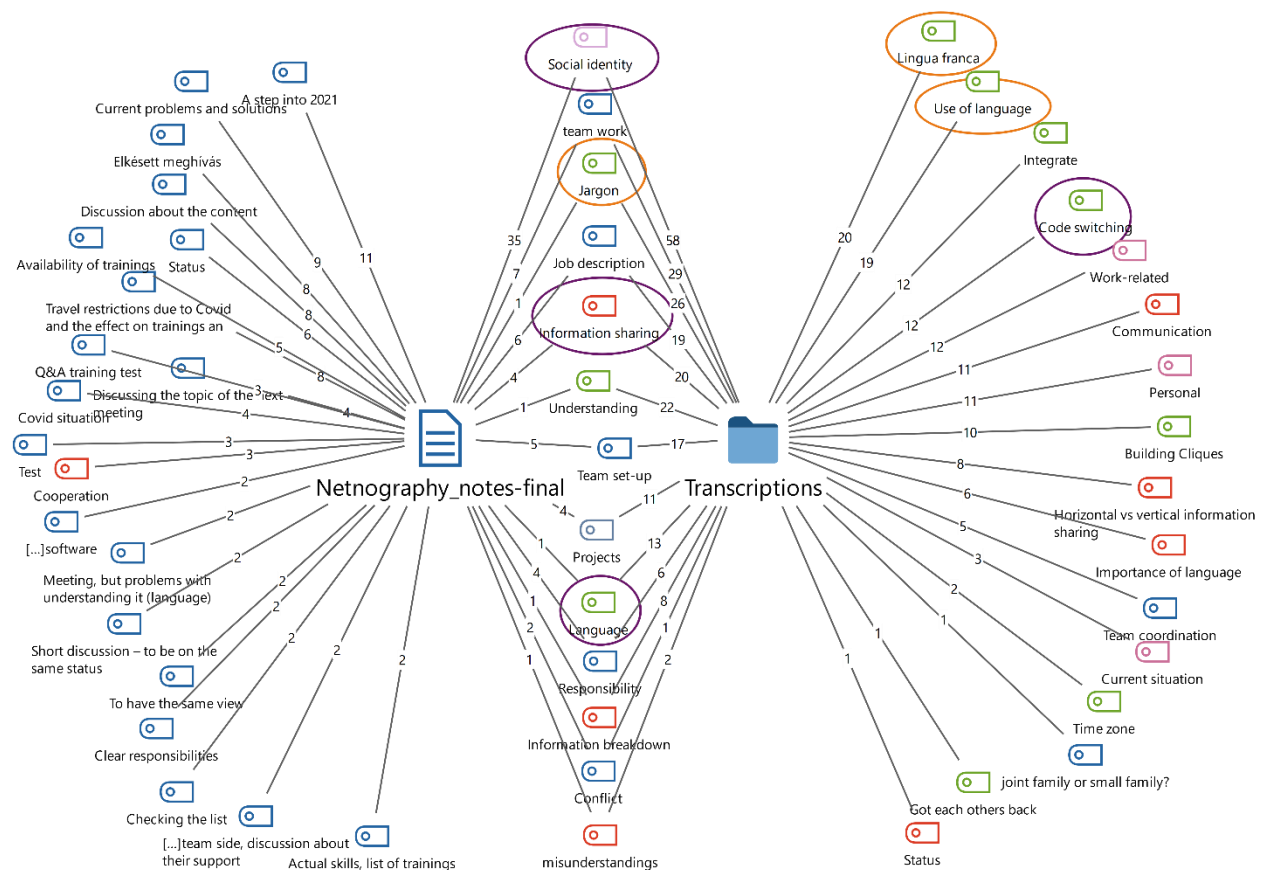 Social identity
Lingua franca
A step into 2021
Current problems and solutions
Use of language
team work
Elkésett meghívás
Integrate
Jargon
Discussion about the content
Code switching
Availability of trainings
Status
Job description
Work-related
Travel restrictions due to Covid
and the effect on trainings an
Information sharing
Communication
Q&A training test
Discussing the topic of the next
meeting
Covid situation
Understanding
Personal
Test
Cooperation
Team set-up
Building Cliques
Netnography_notes-final
Transcriptions
Horizontal vs vertical information
sharing
[...]software
Projects
Importance of language
Meeting, but problems with
understanding it (language)
Language
Team coordination
Short discussion – to be on the
same status
Current situation
To have the same view
Responsibility
Time zone
Clear responsibilities
Information breakdown
joint family or small family?
Checking the list
Conflict
Got each others back
[...]team side, discussion about
their support
Actual skills, list of trainings
misunderstandings
Status
9
11
8
8
6
5
8
3
4
4
3
3
2
2
2
2
2
2
2
2
35
7
1
6
4
1
5
4
1
4
1
2
1
58
29
26
19
20
22
17
11
13
6
8
1
2
20
19
12
12
12
11
11
10
8
6
5
3
2
1
1
1